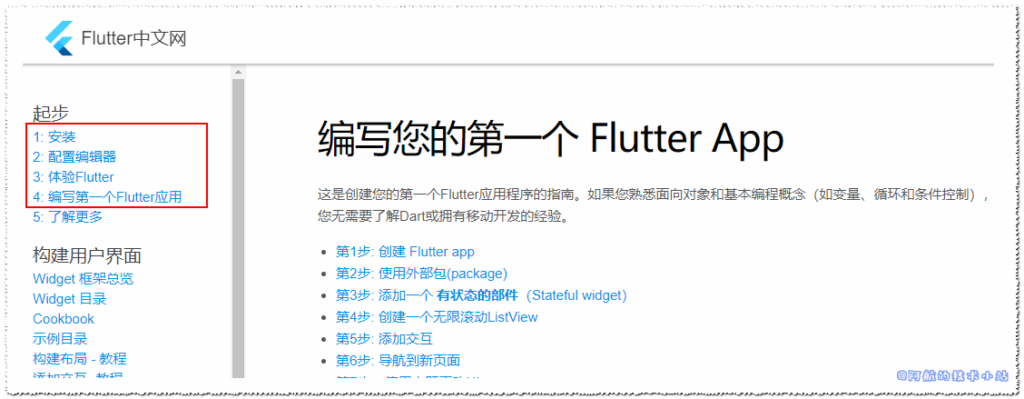 Flutter中文网
起步
1: 安装
2: 配置编辑器
3: 体验Flutter
4: 编写第一个Flutter应用
5: 了解更多
构建用户界面
Widget 框架总览
Widget 目录
Cookbook
示例目录
构建布局 - 教程
添加交互- 教程
编写您的第一个 Flutter App
这是创建您的第一个Flutter应用程序的指南。如果您熟悉面向对象和基本编程概念（如变量、循环和条件控制），
您无需要了解Dart或拥有移动开发的经验。
第1步: 创建 Flutter app
第2步: 使用外部包(package)
第3步: 添加一个 有状态的部件（Stateful widget）
第4步: 创建一个无限滚动ListView
第5步: 添加交互
第6步: 导航到新页面
@阿航的技术小站